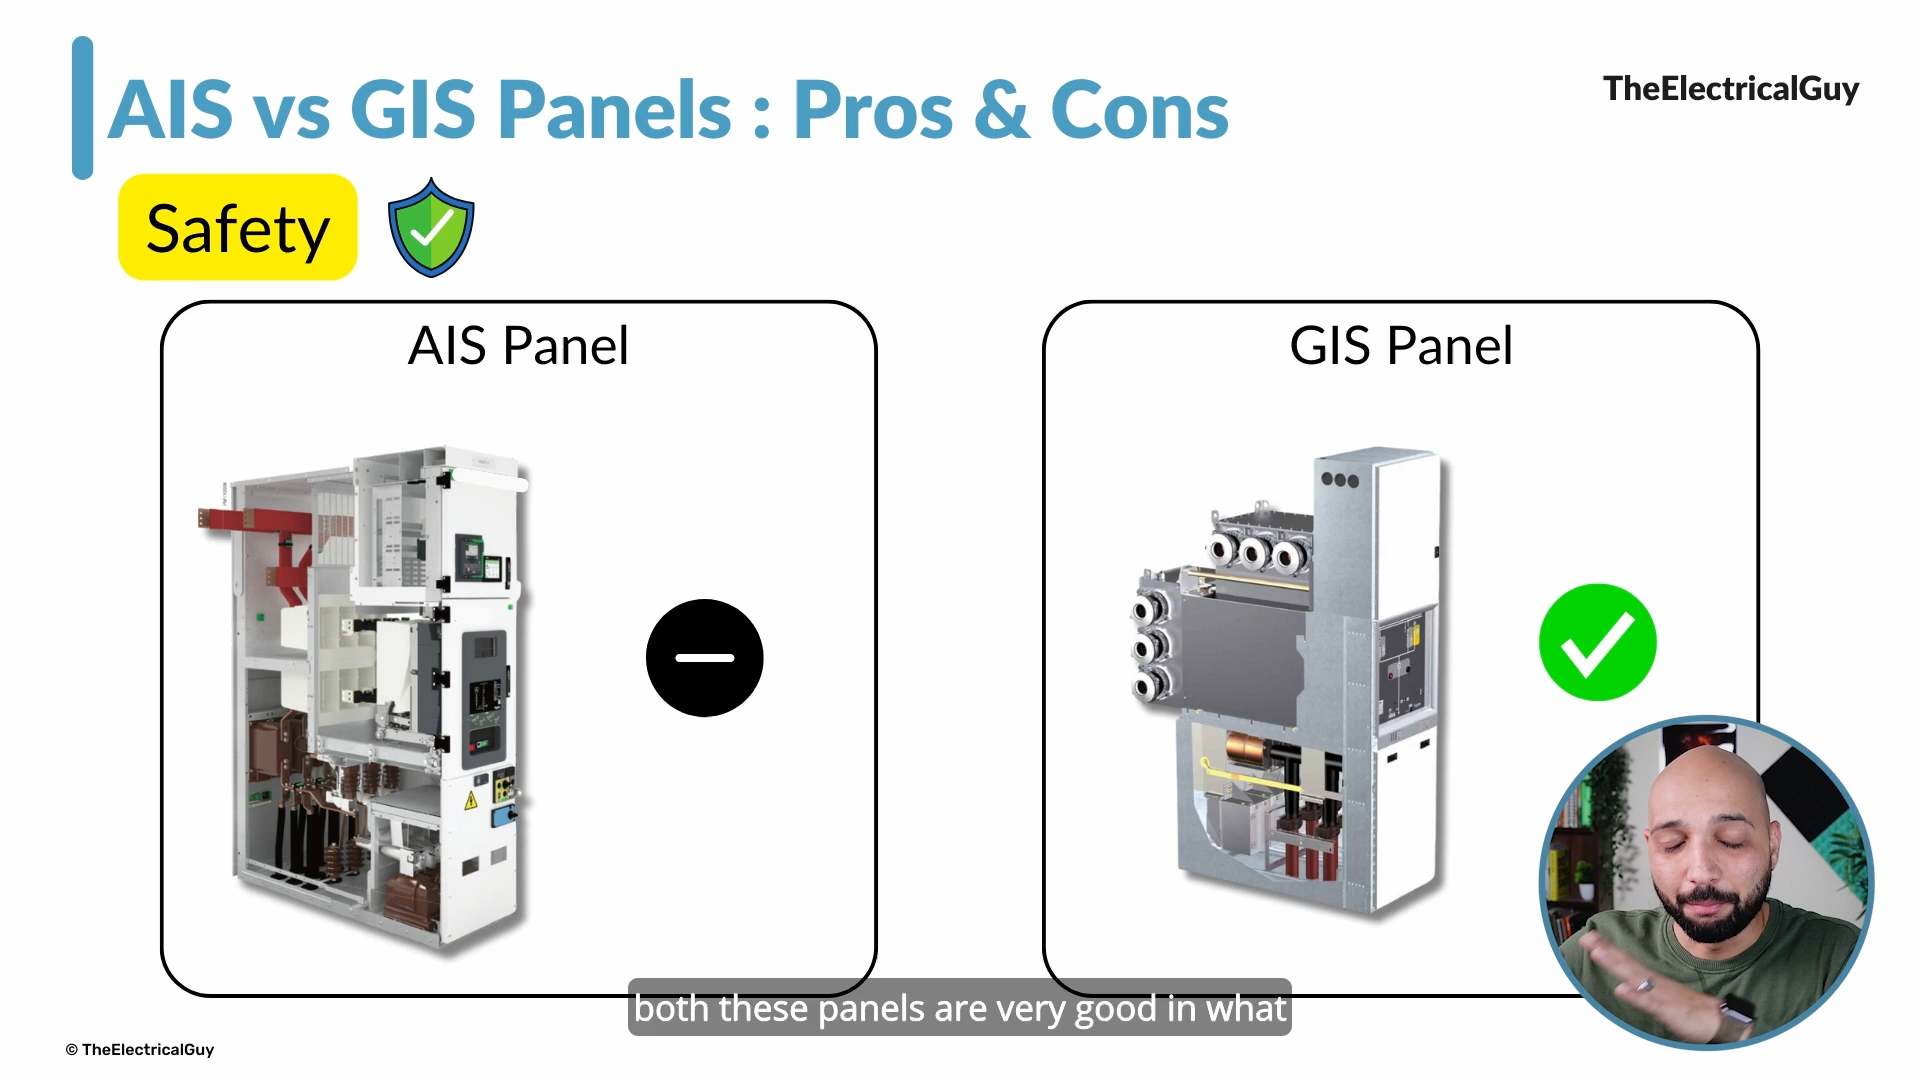 AIS vs GIS Panels : Pros & Cons
TheElectricalGuy
Safety
AIS Panel
GIS Panel
both these panels are very good in what
© TheElectricalGuy